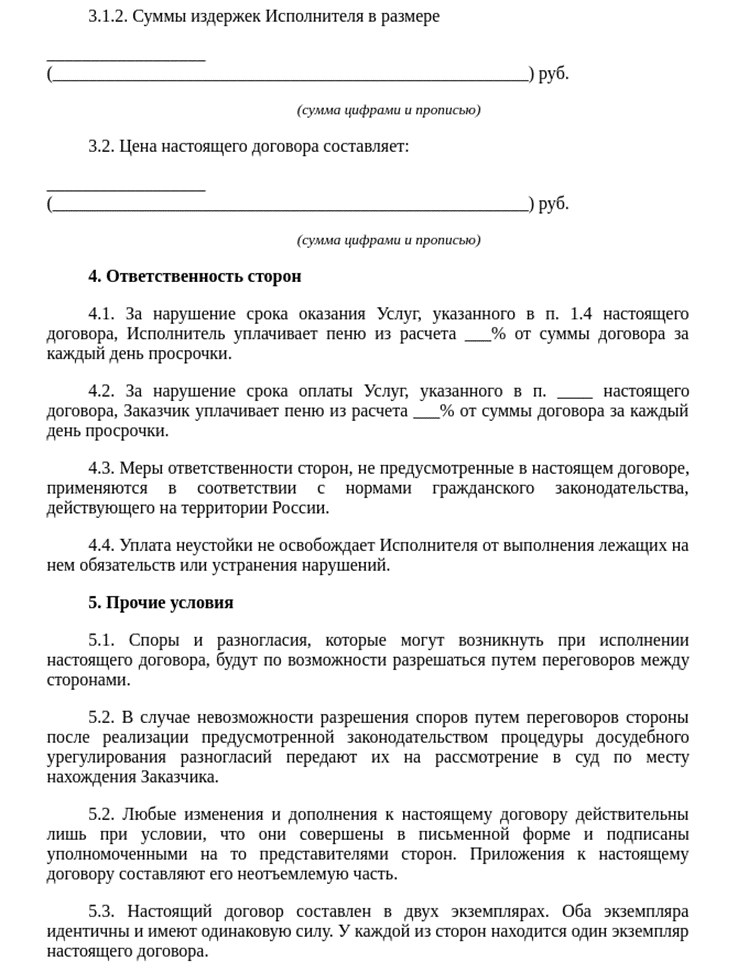 3.1.2. Суммы издержек Исполнителя в размере
__________________
(______________________________________________________) руб.
(сумма цифрами и прописью)
3.2. Цена настоящего договора составляет:
__________________
(______________________________________________________) руб.
(сумма цифрами и прописью)
4. Ответственность сторон
4.1. За нарушение срока оказания Услуг, указанного в п. 1.4 настоящего
договора, Исполнитель уплачивает пеню из расчета ___% от суммы договора за
каждый день просрочки.
4.2. За нарушение срока оплаты Услуг, указанного в п. ____ настоящего
договора, Заказчик уплачивает пеню из расчета ___% от суммы договора за каждый
день просрочки.
4.3. Меры ответственности сторон, не предусмотренные в настоящем договоре,
применяются в соответствии с нормами гражданского законодательства,
действующего на территории России.
4.4. Уплата неустойки не освобождает Исполнителя от выполнения лежащих на
нем обязательств или устранения нарушений.
5. Прочие условия
5.1. Споры и разногласия, которые могут возникнуть при исполнении
настоящего договора, будут по возможности разрешаться путем переговоров между
сторонами.
5.2. В случае невозможности разрешения споров путем переговоров стороны
после реализации предусмотренной законодательством процедуры досудебного
урегулирования разногласий передают их на рассмотрение в суд по месту
нахождения Заказчика.
5.2. Любые изменения и дополнения к настоящему договору действительны
лишь при условии, что они совершены в письменной форме и подписаны
уполномоченными на то представителями сторон. Приложения к настоящему
договору составляют его неотъемлемую часть.
5.3. Настоящий договор составлен в двух экземплярах. Оба экземпляра
идентичны и имеют одинаковую силу. У каждой из сторон находится один экземпляр
настоящего договора.